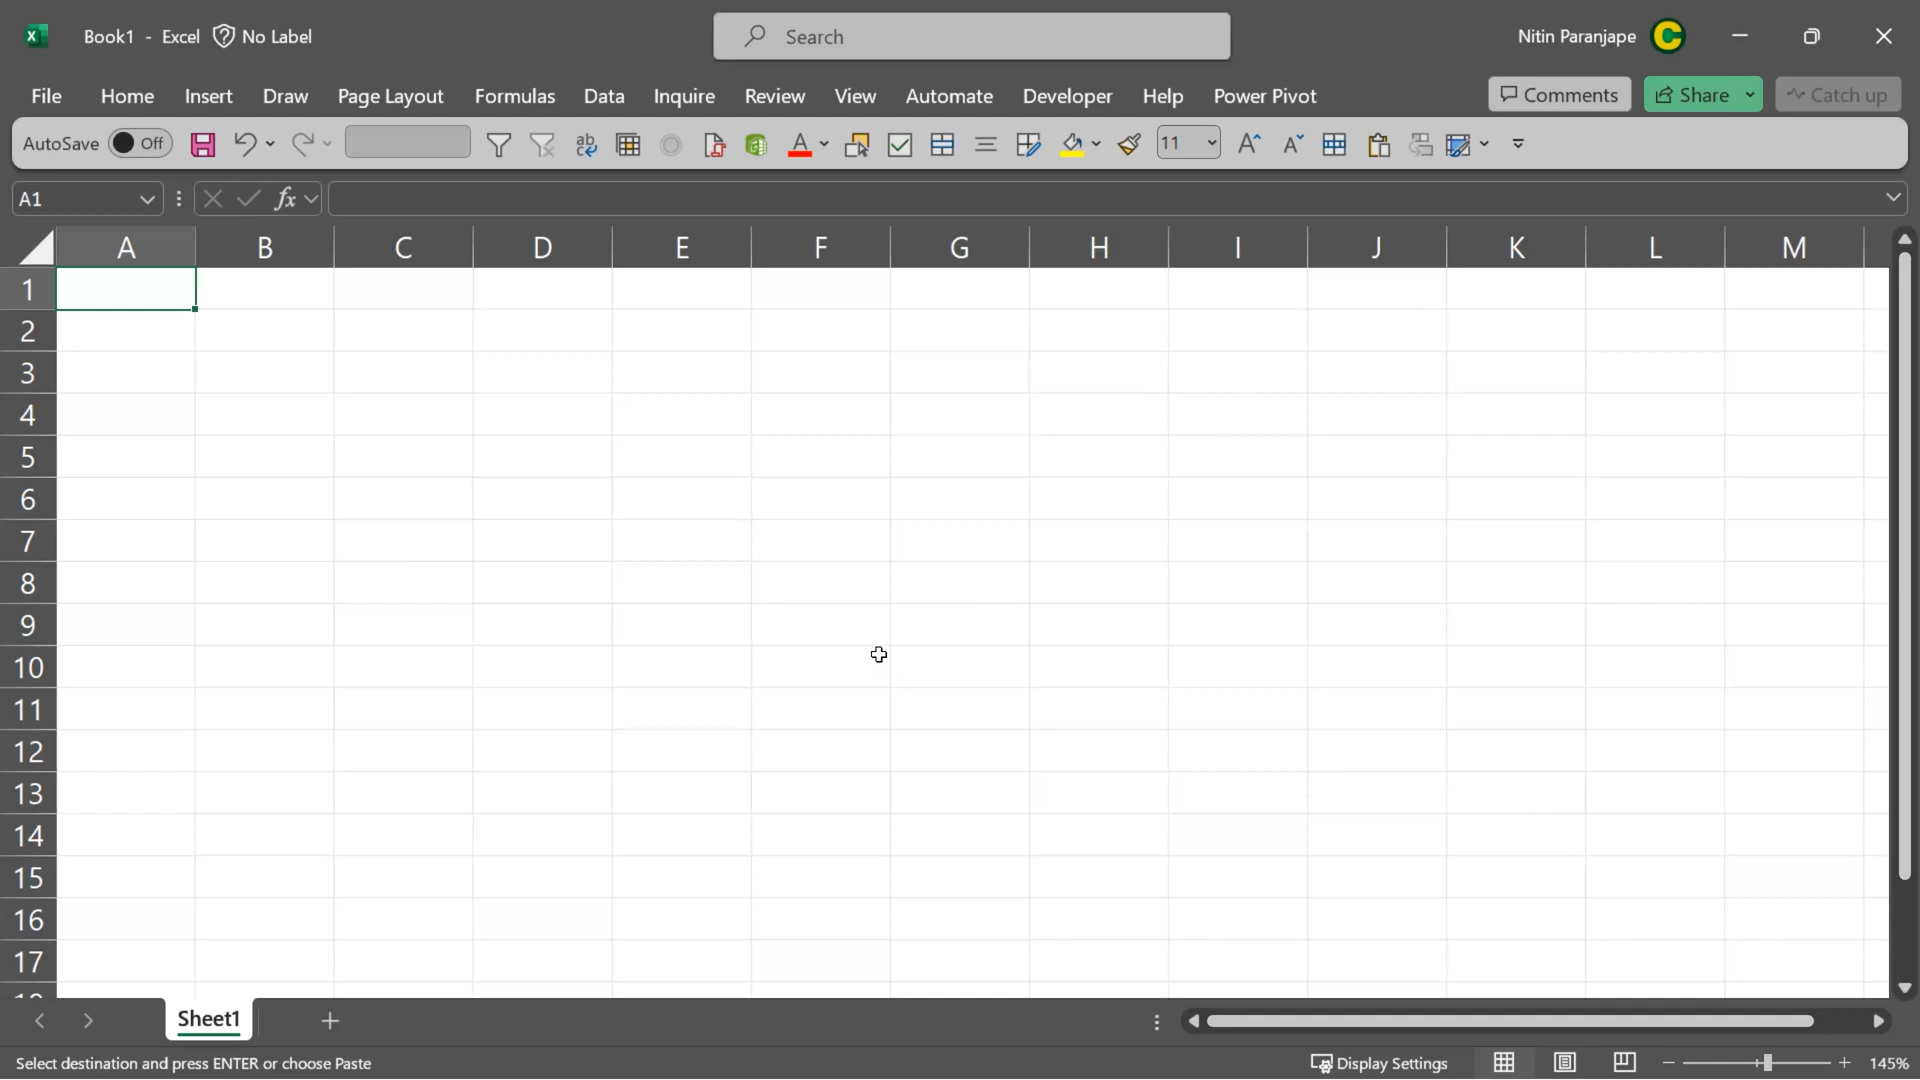 Book1 - Excel No Label
Search
Nitin Paranjape
File Home Insert Draw Page Layout Formulas Data Inquire Review View Automate Developer Help Power Pivot
Comments Share Catch up
AutoSave Off
11
A1
fx
A B C D E F G H I J K L M
1
2
3
4
5
6
7
8
9
10
11
12
13
14
15
16
17
Sheet1
Select destination and press ENTER or choose Paste
Display Settings
145%